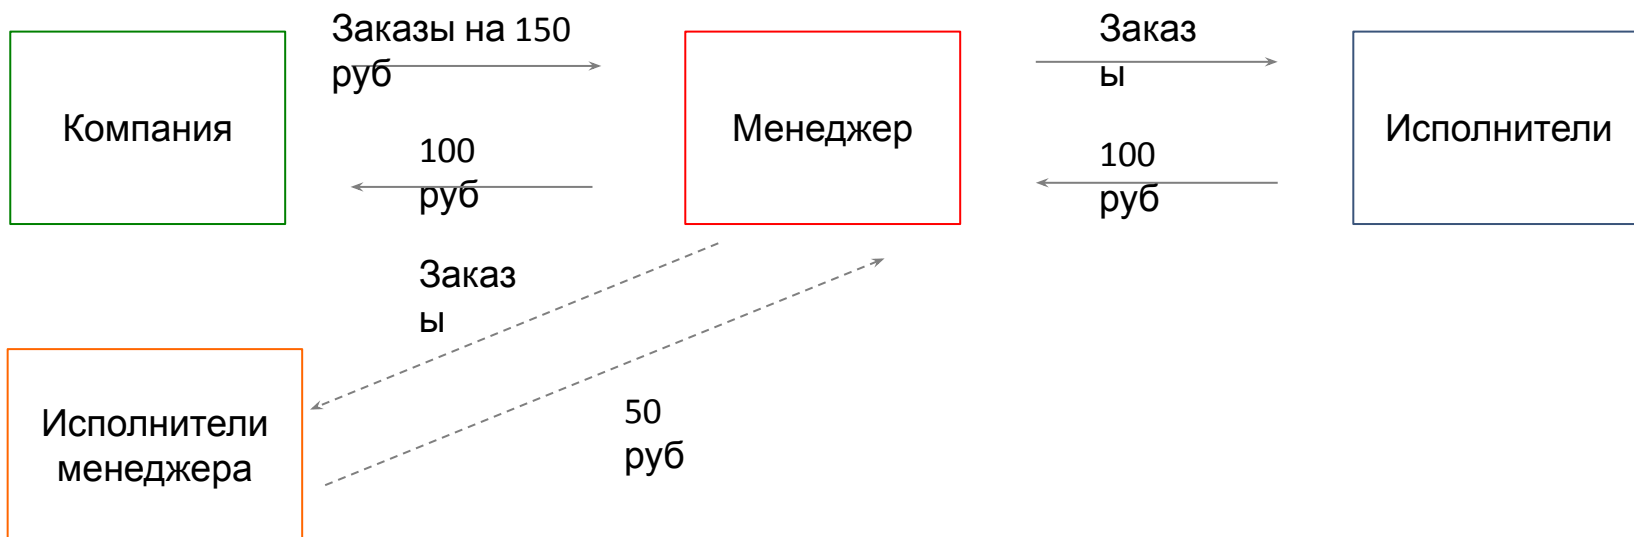 Заказы на 150
руб
Заказ
ы
Компания
Менеджер
Исполнители
100
руб
100
руб
Заказ
ы
Исполнители
менеджера
50
руб